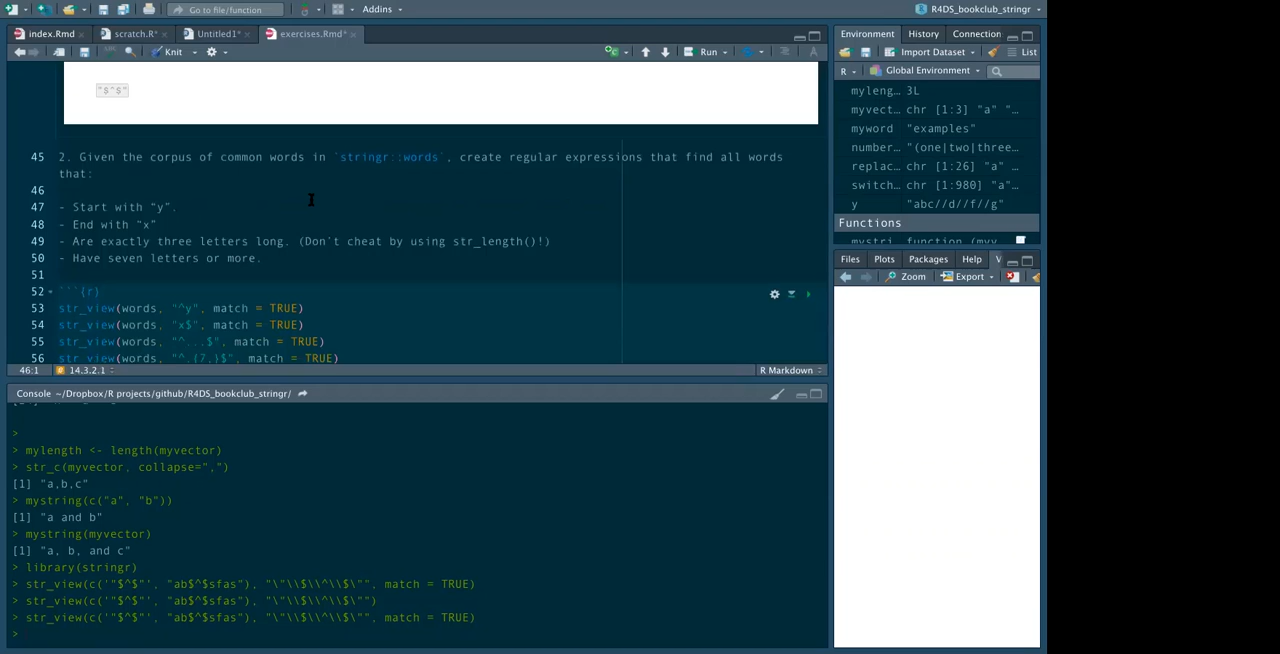 Go to file/function
Addins
R4DS_bookclub_stringr
index.Rmd
scratch.R*
Untitled1*
exercises.Rmd*
Knit
Run
"$^$"
45 2. Given the corpus of common words in `stringr::words`, create regular expressions that find all words
that:
46
47 - Start with “y”.
48 - End with “x”
49 - Are exactly three letters long. (Don't cheat by using str_length()!)
50 - Have seven letters or more.
51
52 ```{r}
53 str_view(words, "^y", match = TRUE)
54 str_view(words, "x$", match = TRUE)
55 str_view(words, "^...$", match = TRUE)
56 str_view(words, "^.{7,}$", match = TRUE)
46:1 14.3.2.1 R Markdown
Console ~/Dropbox/R projects/github/R4DS_bookclub_stringr/
>
> mylength <- length(myvector)
> str_c(myvector, collapse=",")
[1] "a,b,c"
> mystring(c("a", "b"))
[1] "a and b"
> mystring(myvector)
[1] "a, b, and c"
> library(stringr)
> str_view(c('"$^$"', "ab$^$sfas"), "\"\\$\\^\\$\"", match = TRUE)
> str_view(c('"$^$"', "ab$^$sfas"), "\"\\$\\^\\$\"")
> str_view(c('"$^$"', "ab$^$sfas"), "\"\\$\\^\\$\"", match = TRUE)
>
Environment History Connection
Import Dataset List
R Global Environment
myleng… 3L
myvect… chr [1:3] "a" "…
myword "examples"
number… "(one|two|three…
replac… chr [1:26] "a" …
switch… chr [1:980] "a"…
y "abc//d//f//g"
Functions
mystri… function (myv…
Files Plots Packages Help V
Zoom Export